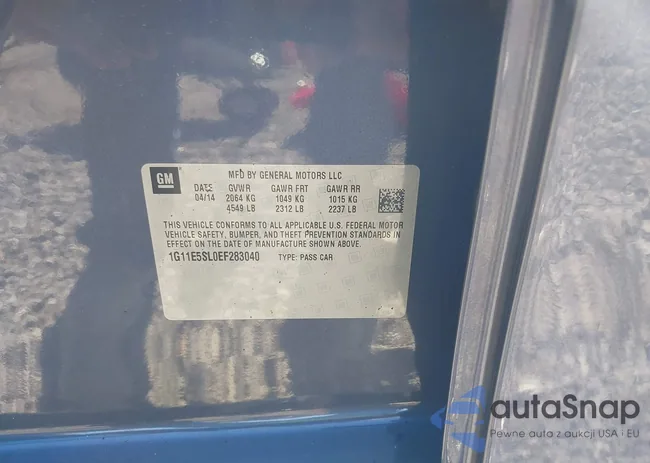 GM
MFD BY GENERAL MOTORS LLC
DATE GVWR GAWR FRT GAWR RR
04/14 2064 KG 1049 KG 1015 KG
4549 LB 2312 LB 2237 LB
THIS VEHICLE CONFORMS TO ALL APPLICABLE U.S. FEDERAL MOTOR
VEHICLE SAFETY, BUMPER, AND THEFT PREVENTION STANDARDS IN
EFFECT ON THE DATE OF MANUFACTURE SHOWN ABOVE.
1G11E5SL0EF283040 TYPE: PASS CAR
autaSnap
Pewne auta z aukcji USA i EU